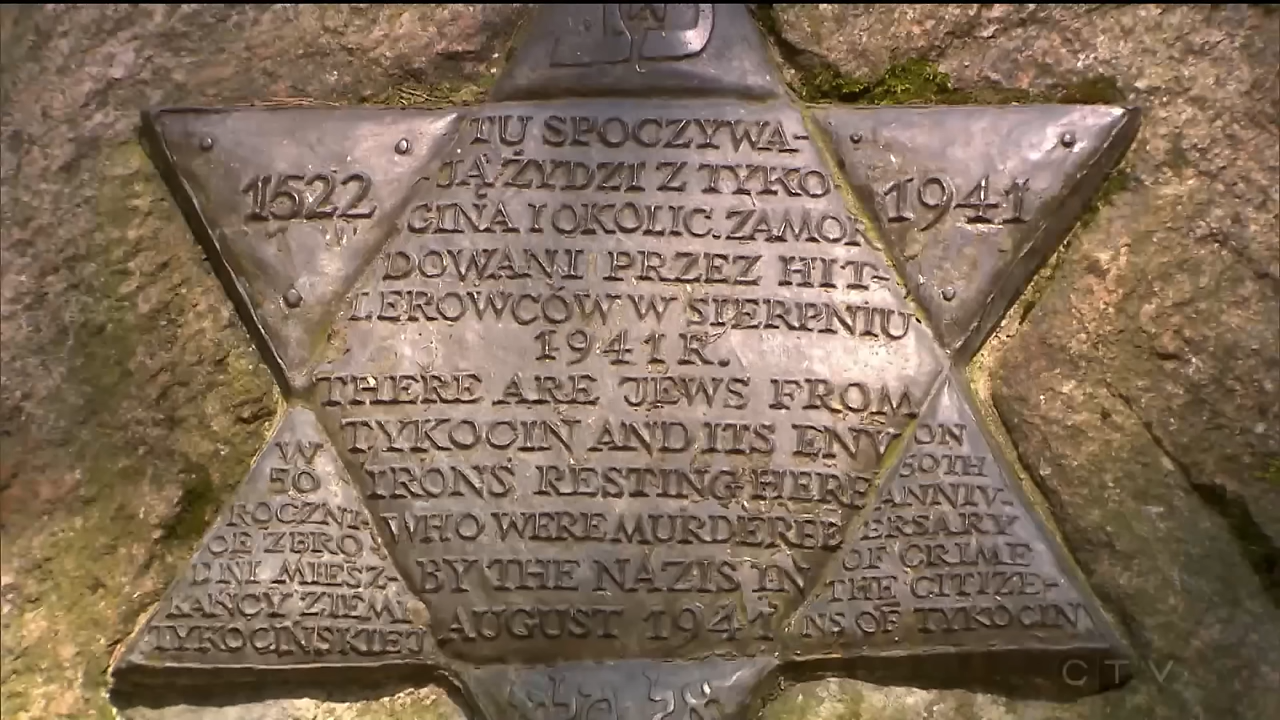 1522
1941
TU SPOCZYWA-
JĄ ŻYDZI Z TYKO
CINA I OKOLIC. ZAMOR
DOWANI PRZEZ HIT-
LEROWCÓW W SIERPNIU
1941 R.
THERE ARE JEWS FROM
TYKOCIN AND ITS ENV
IRONS RESTING HERE
WHO WERE MURDERED
BY THE NAZIS IN
AUGUST 1941
W
50
ROCZNI
CE ZBRO
DNI MIESZ-
KAŃCY ZIEMI
TYKOCIŃSKIEJ
ON
50TH
ANNIV-
ERSARY
OF CRIME
THE CITIZE-
NS OF TYKOCIN
CTV